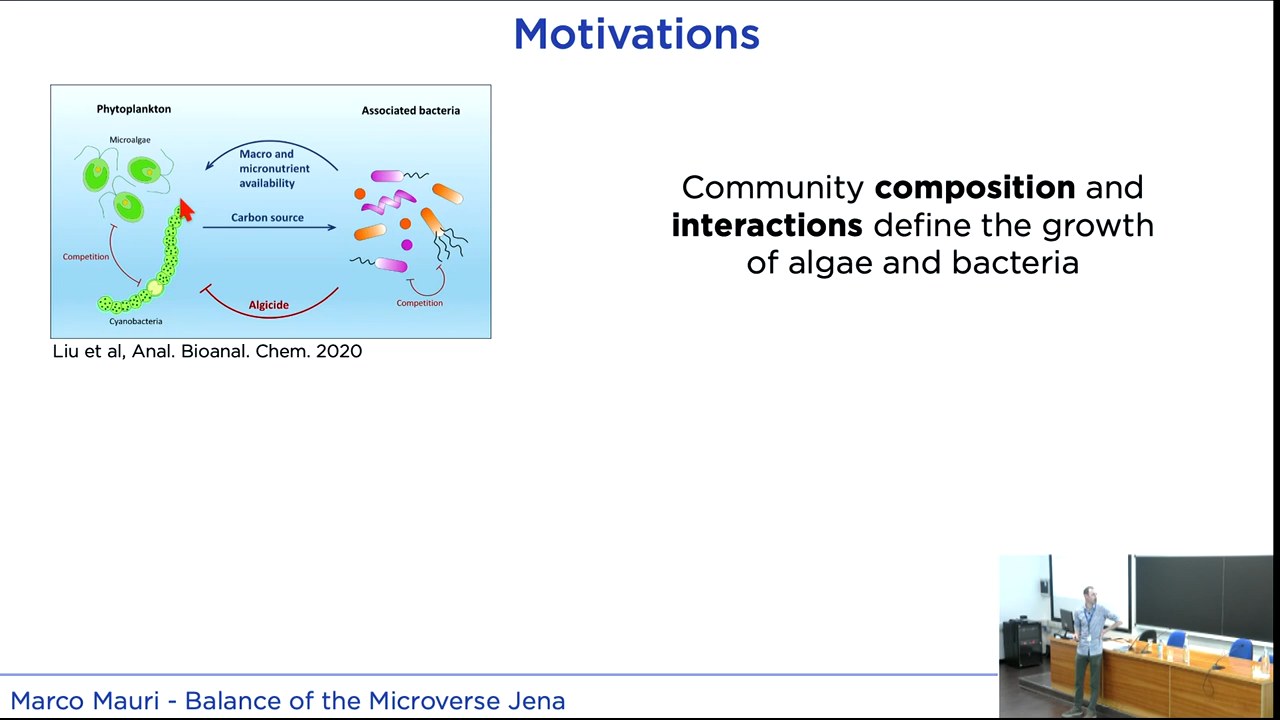 Motivations
Phytoplankton
Associated bacteria
Microalgae
Macro and
micronutrient
availability
Carbon source
Competition
Algicide
Competition
Cyanobacteria
Liu et al, Anal. Bioanal. Chem. 2020
Community composition and
interactions define the growth
of algae and bacteria
Marco Mauri - Balance of the Microverse Jena